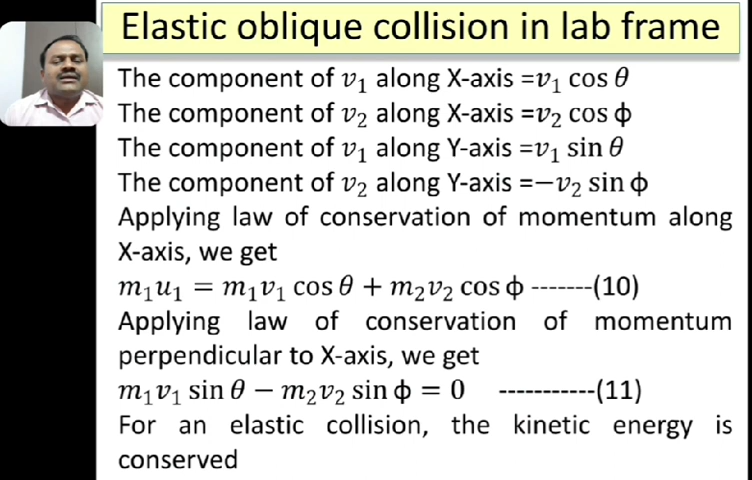 Elastic oblique collision in lab frame
The component of v₁ along X-axis =v₁ cos θ
The component of v₂ along X-axis =v₂ cos ϕ
The component of v₁ along Y-axis =v₁ sin θ
The component of v₂ along Y-axis =−v₂ sin ϕ
Applying law of conservation of momentum along
X-axis, we get
m₁u₁ = m₁v₁ cos θ + m₂v₂ cos ϕ -------(10)
Applying law of conservation of momentum
perpendicular to X-axis, we get
m₁v₁ sin θ − m₂v₂ sin ϕ = 0 -----------(11)
For an elastic collision, the kinetic energy is
conserved